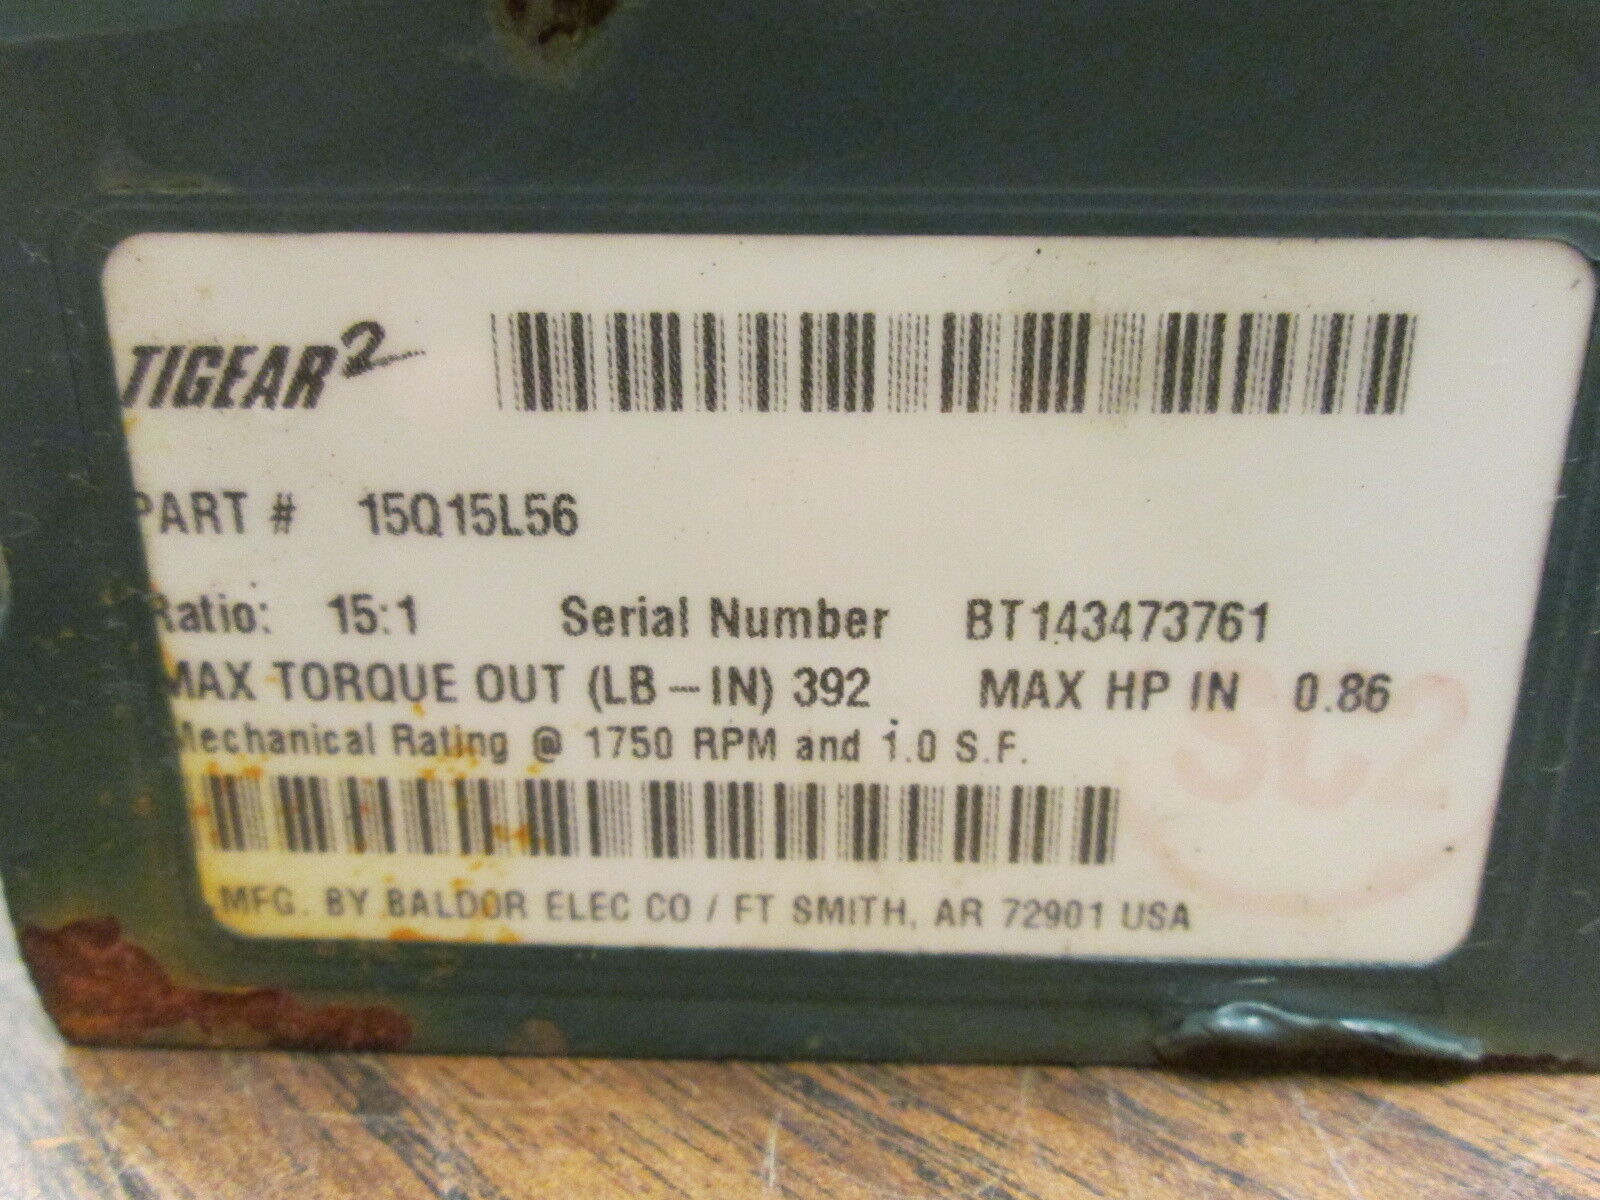 TIGEAR2
PART # 15Q15L56
Ratio: 15:1 Serial Number BT143473761
MAX TORQUE OUT (LB-IN) 392 MAX HP IN 0.86
Mechanical Rating @ 1750 RPM and 1.0 S.F.
MFG. BY BALDOR ELEC CO / FT SMITH, AR 72901 USA